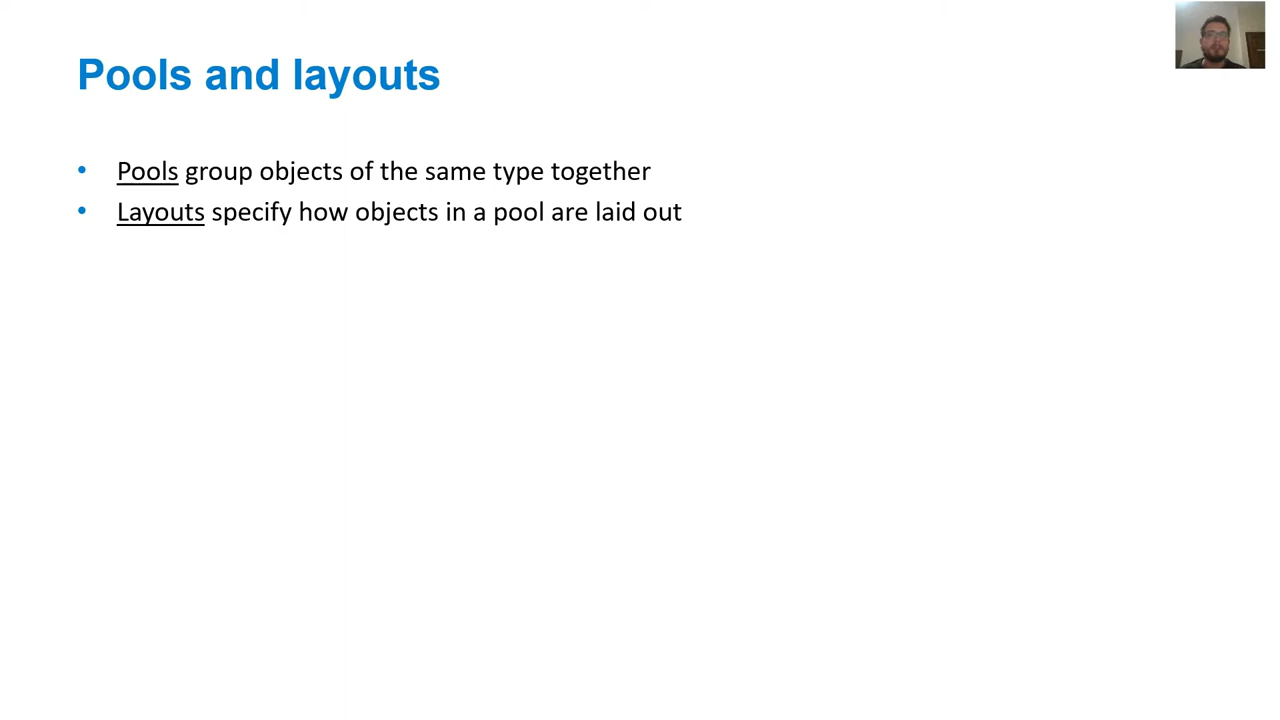 Pools and layouts
• Pools group objects of the same type together
• Layouts specify how objects in a pool are laid out